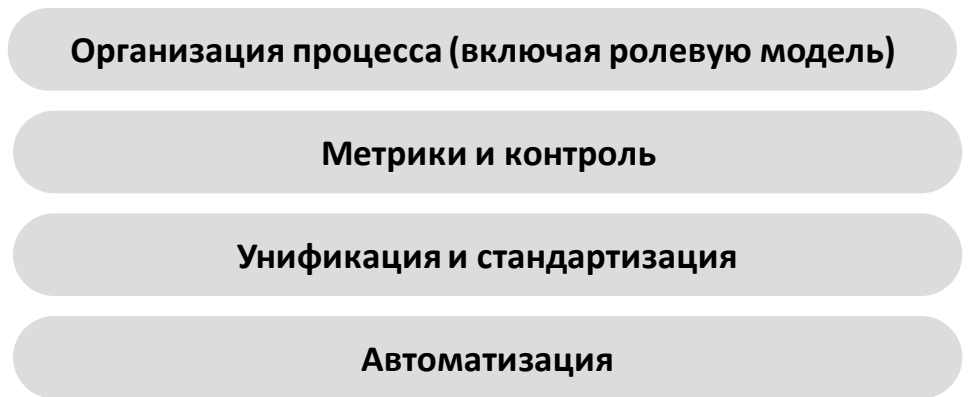 Организация процесса (включая ролевую модель)
Метрики и контроль
Унификация и стандартизация
Автоматизация